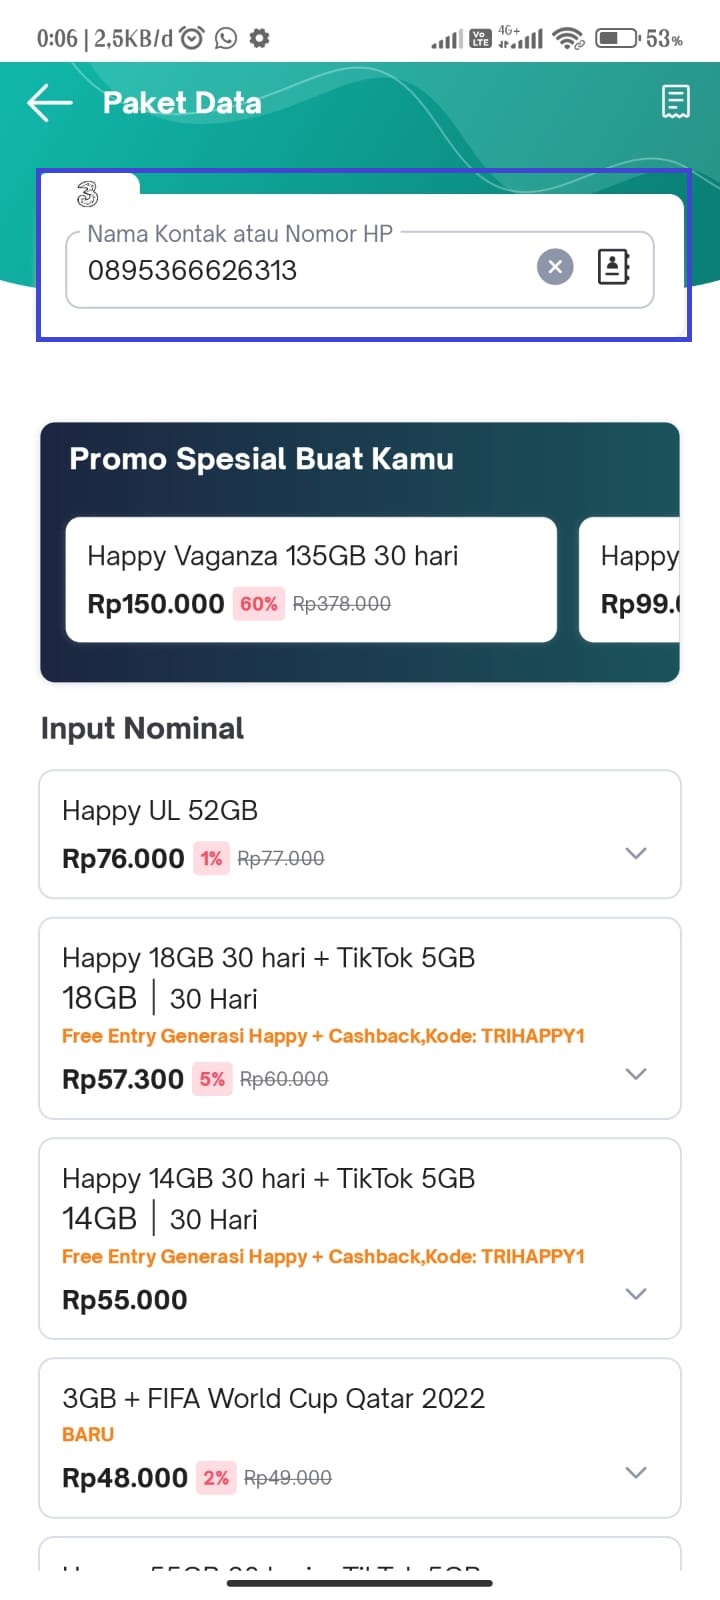 0:06 | 2,5KB/d
Vo LTE 4G+ 53%
Paket Data
3
Nama Kontak atau Nomor HP
0895366626313
Promo Spesial Buat Kamu
Happy Vaganza 135GB 30 hari
Rp150.000 60% Rp378.000
Happy
Rp99.
Input Nominal
Happy UL 52GB
Rp76.000 1% Rp77.000
Happy 18GB 30 hari + TikTok 5GB
18GB | 30 Hari
Free Entry Generasi Happy + Cashback,Kode: TRIHAPPY1
Rp57.300 5% Rp60.000
Happy 14GB 30 hari + TikTok 5GB
14GB | 30 Hari
Free Entry Generasi Happy + Cashback,Kode: TRIHAPPY1
Rp55.000
3GB + FIFA World Cup Qatar 2022
BARU
Rp48.000 2% Rp49.000